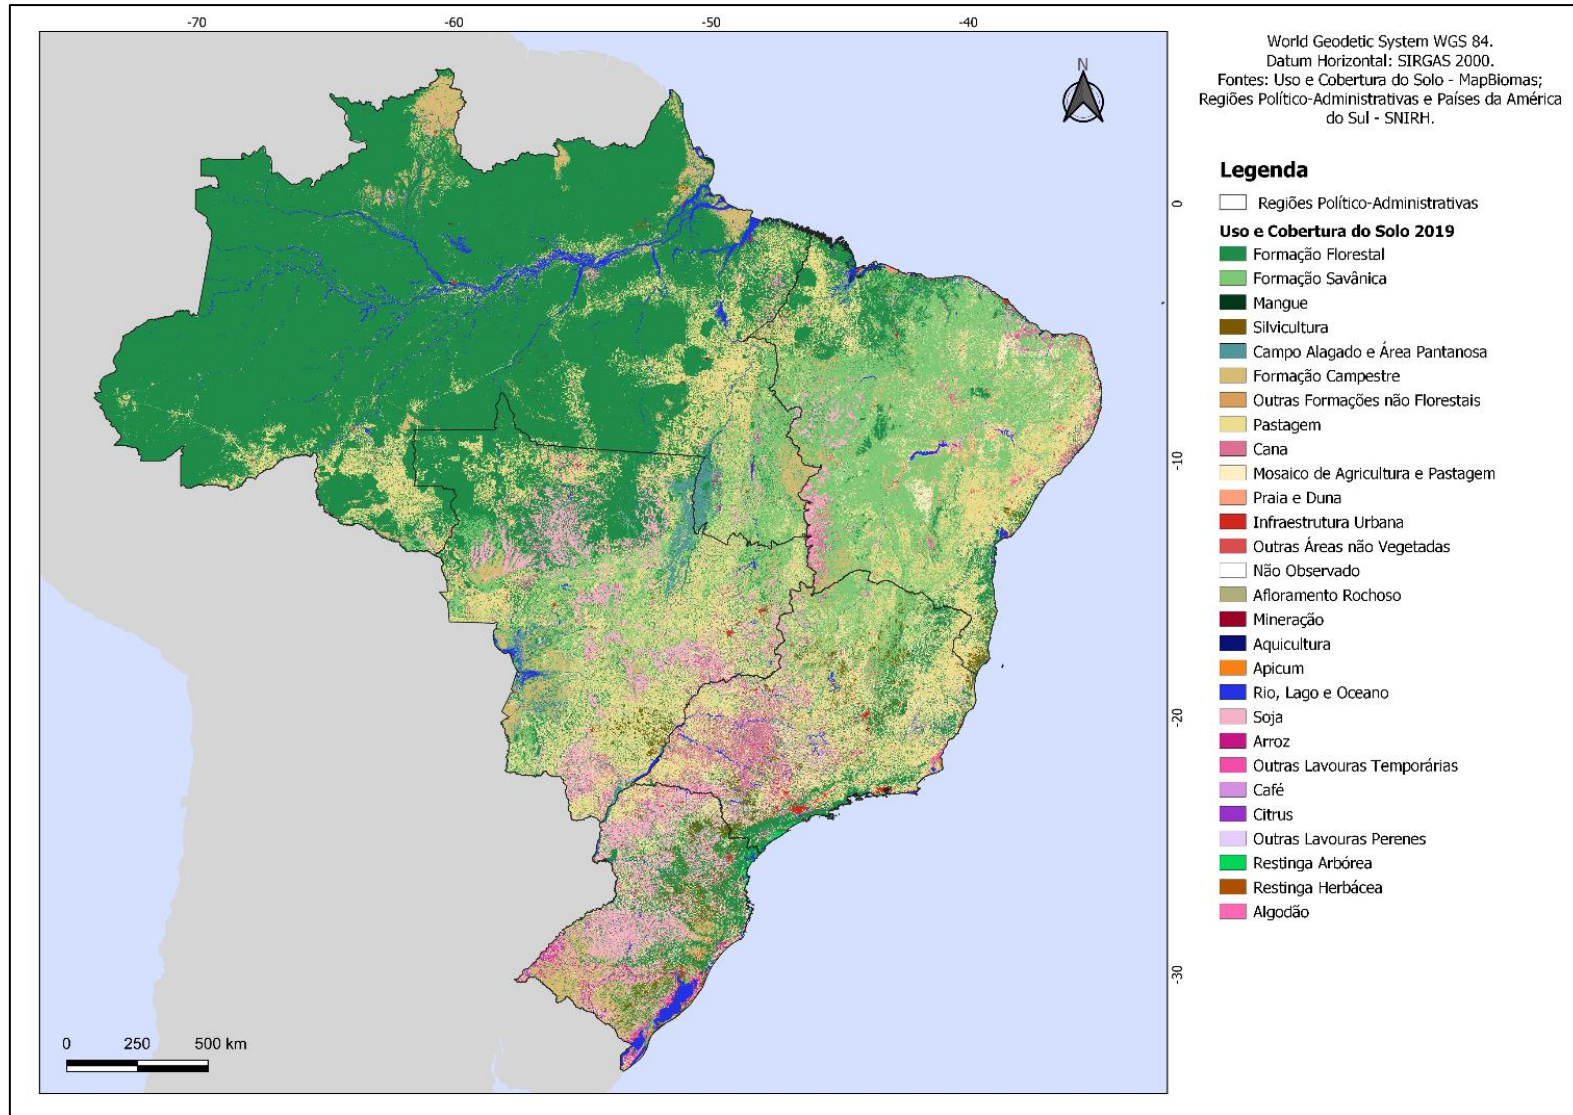 -70
-60
-50
-40
World Geodetic System WGS 84.
Datum Horizontal: SIRGAS 2000.
Fontes: Uso e Cobertura do Solo - MapBiomas;
Regiões Político-Administrativas e Países da América
do Sul - SNIRH.
N
Legenda
Regiões Político-Administrativas
Uso e Cobertura do Solo 2019
Formação Florestal
Formação Savânica
Mangue
Silvicultura
Campo Alagado e Área Pantanosa
Formação Campestre
Outras Formações não Florestais
Pastagem
Cana
Mosaico de Agricultura e Pastagem
Praia e Duna
Infraestrutura Urbana
Outras Áreas não Vegetadas
Não Observado
Afloramento Rochoso
Mineração
Aquicultura
Apicum
Rio, Lago e Oceano
Soja
Arroz
Outras Lavouras Temporárias
Café
Citrus
Outras Lavouras Perenes
Restinga Arbórea
Restinga Herbácea
Algodão
0
-10
-20
-30
0 250 500 km